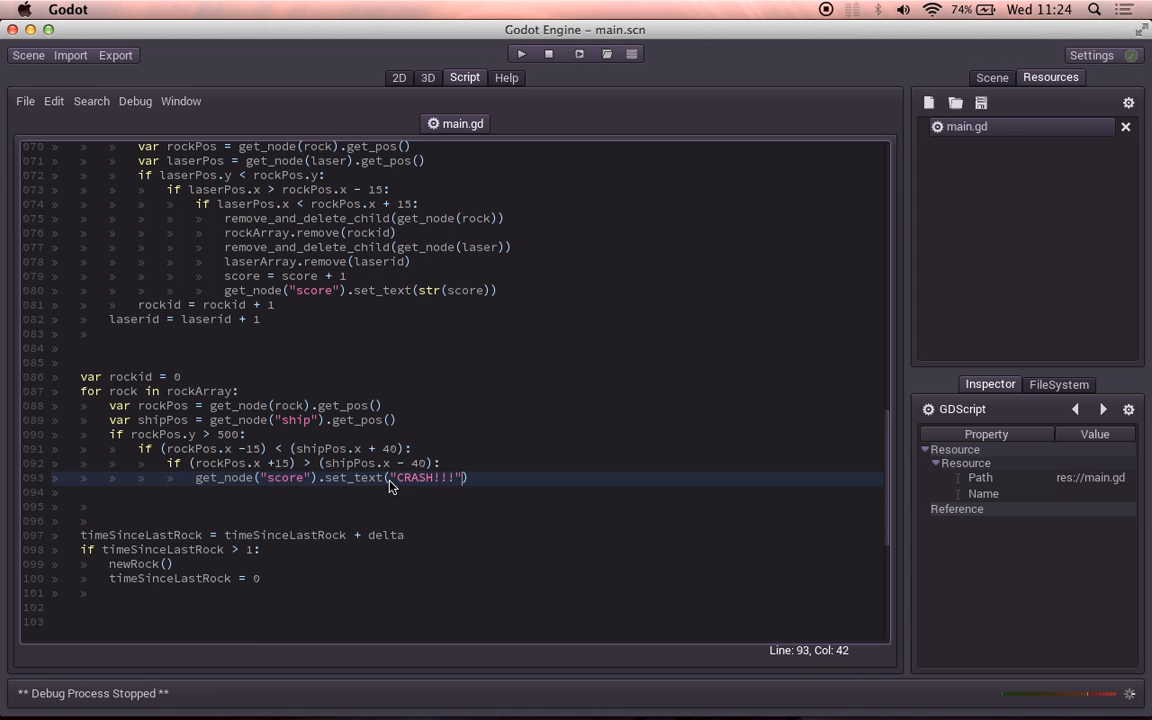 Godot
74%
Wed 11:24
Godot Engine - main.scn
Scene Import Export
Settings
2D 3D Script Help
Scene Resources
File Edit Search Debug Window
main.gd
main.gd
070 » » » var rockPos = get_node(rock).get_pos()
071 » » » var laserPos = get_node(laser).get_pos()
072 » » » if laserPos.y < rockPos.y:
073 » » » » if laserPos.x > rockPos.x - 15:
074 » » » » » if laserPos.x < rockPos.x + 15:
075 » » » » » » remove_and_delete_child(get_node(rock))
076 » » » » » » rockArray.remove(rockid)
077 » » » » » » remove_and_delete_child(get_node(laser))
078 » » » » » » laserArray.remove(laserid)
079 » » » » » » score = score + 1
080 » » » » » » get_node("score").set_text(str(score))
081 » » » rockid = rockid + 1
082 » » laserid = laserid + 1
083 » »
084 »
085 »
086 » var rockid = 0
087 » for rock in rockArray:
088 » » var rockPos = get_node(rock).get_pos()
089 » » var shipPos = get_node("ship").get_pos()
090 » » if rockPos.y > 500:
091 » » » if (rockPos.x -15) < (shipPos.x + 40):
092 » » » » if (rockPos.x +15) > (shipPos.x - 40):
093 » » » » » get_node("score").set_text("CRASH!!!")
094 »
095 » »
096 » »
097 » timeSinceLastRock = timeSinceLastRock + delta
098 » if timeSinceLastRock > 1:
099 » » newRock()
100 » » timeSinceLastRock = 0
101 » »
102
103
Line: 93, Col: 42
Inspector FileSystem
GDScript
Property Value
Resource
Resource
Path res://main.gd
Name
Reference
** Debug Process Stopped **